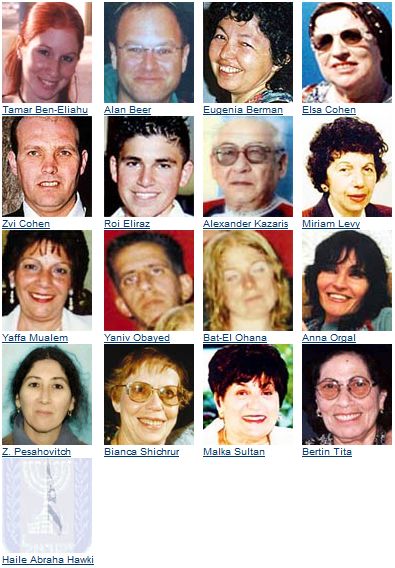 Tamar Ben-Eliahu Alan Beer Eugenia Berman Elsa Cohen
Zvi Cohen Roi Eliraz Alexander Kazaris Miriam Levy
Yaffa Mualem Yaniv Obayed Bat-El Ohana Anna Orgal
Z. Pesahovitch Bianca Shichrur Malka Sultan Bertin Tita
Haile Abraha Hawki